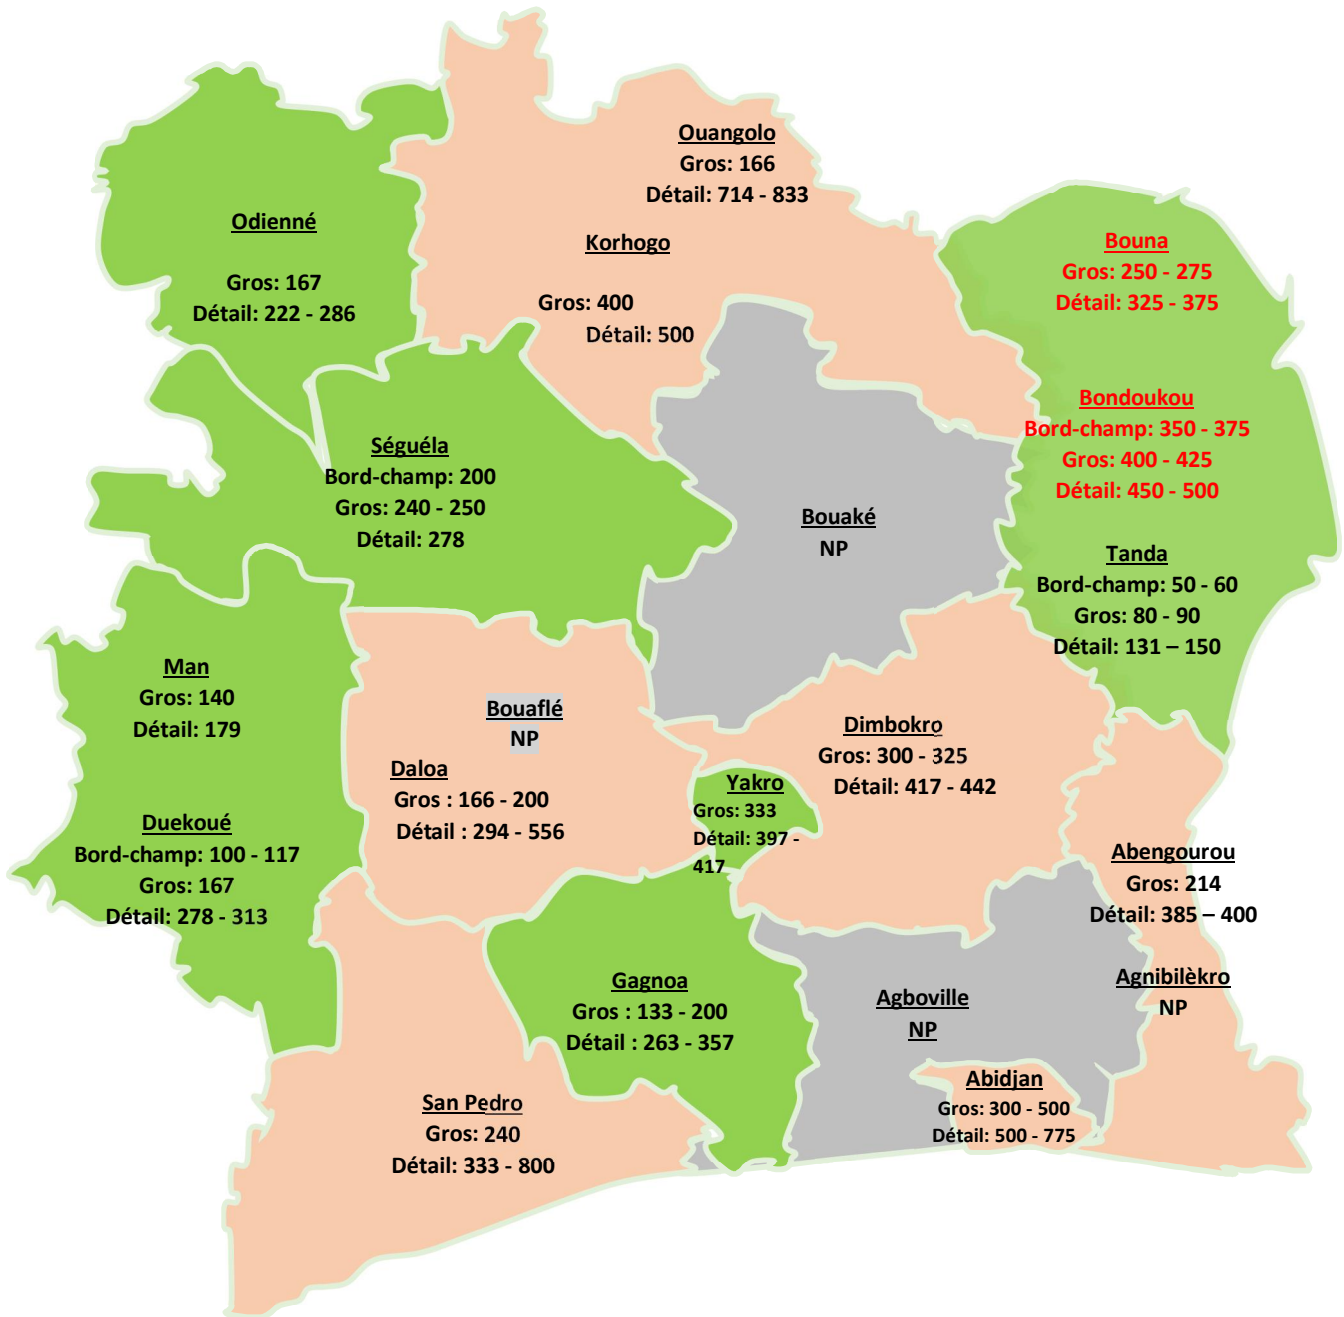 Ouangolo
Gros: 166
Détail: 714 - 833
Odienné
Gros: 167
Détail: 222 - 286
Korhogo
Gros: 400
Détail: 500
Bouna
Gros: 250 - 275
Détail: 325 - 375
Bondoukou
Bord-champ: 350 - 375
Gros: 400 - 425
Détail: 450 - 500
Séguéla
Bord-champ: 200
Gros: 240 - 250
Détail: 278
Bouaké
NP
Tanda
Bord-champ: 50 - 60
Gros: 80 - 90
Détail: 131 – 150
Man
Gros: 140
Détail: 179
Bouaflé
NP
Daloa
Gros : 166 - 200
Détail : 294 - 556
Dimbokro
Gros: 300 - 325
Détail: 417 - 442
Yakro
Gros: 333
Détail: 397 -
417
Duekoué
Bord-champ: 100 - 117
Gros: 167
Détail: 278 - 313
Abengourou
Gros: 214
Détail: 385 – 400
Gagnoa
Gros : 133 - 200
Détail : 263 - 357
Agboville
NP
Agnibilèkro
NP
Abidjan
Gros: 300 - 500
Détail: 500 - 775
San Pedro
Gros: 240
Détail: 333 - 800